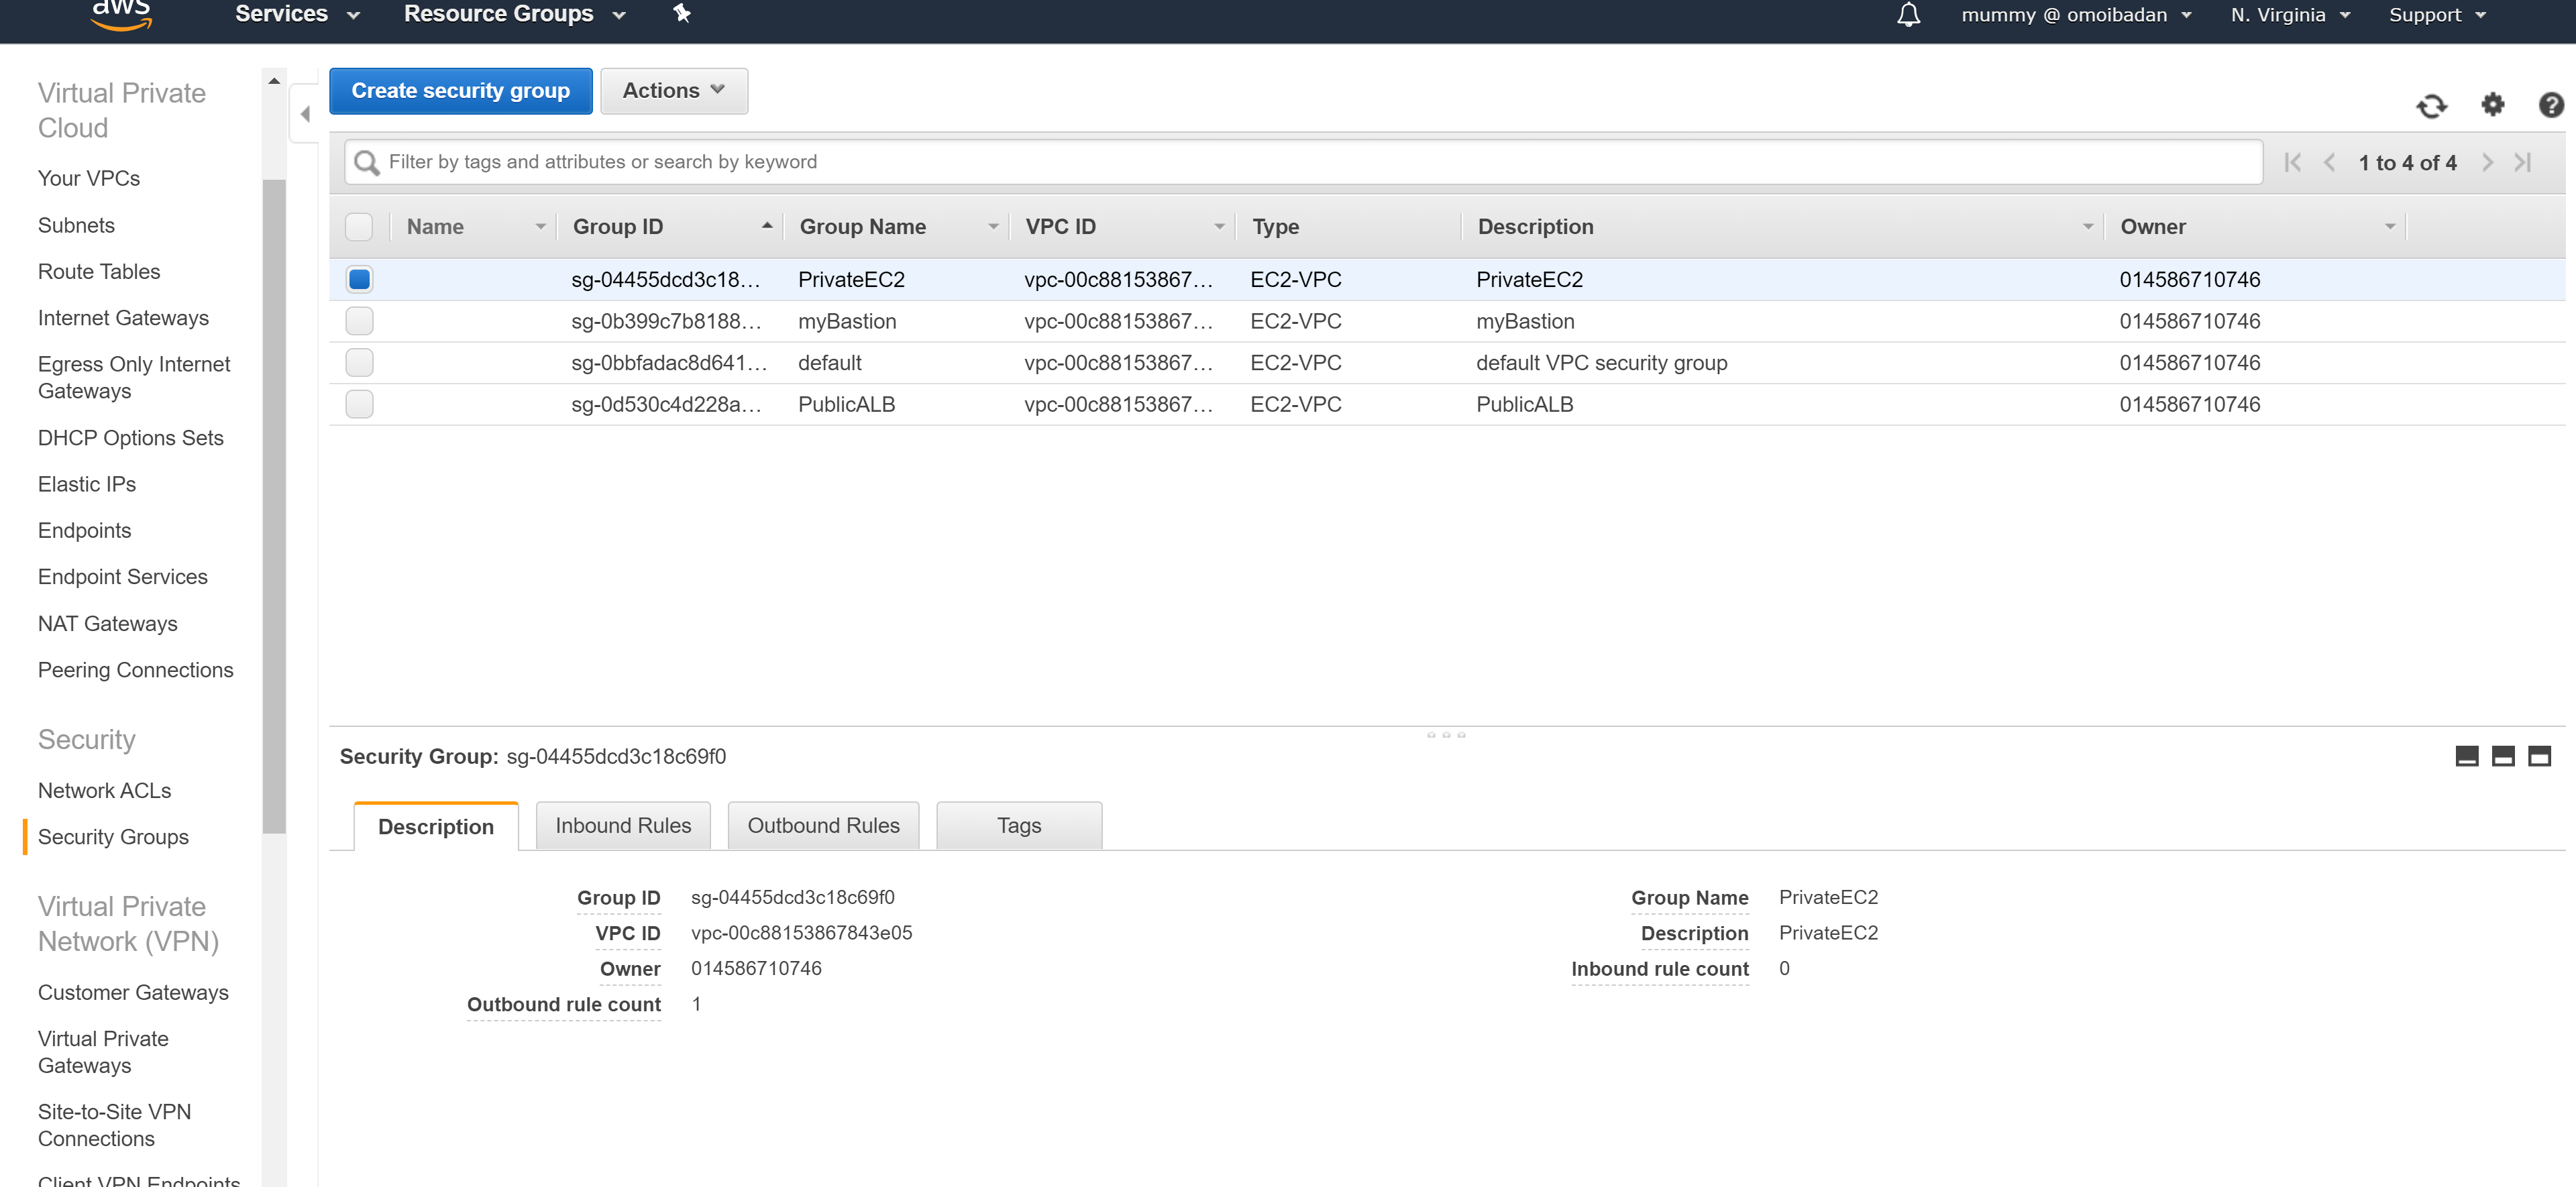 aws
Services
Resource Groups
mummy @ omoibadan
N. Virginia
Support
Virtual Private
Cloud
Your VPCs
Subnets
Route Tables
Internet Gateways
Egress Only Internet
Gateways
DHCP Options Sets
Elastic IPs
Endpoints
Endpoint Services
NAT Gateways
Peering Connections
Security
Network ACLs
Security Groups
Virtual Private
Network (VPN)
Customer Gateways
Virtual Private
Gateways
Site-to-Site VPN
Connections
Client VPN Endpoints
Create security group
Actions
Filter by tags and attributes or search by keyword
1 to 4 of 4
Name Group ID Group Name VPC ID Type Description Owner
sg-04455dcd3c18... PrivateEC2 vpc-00c88153867... EC2-VPC PrivateEC2 014586710746
sg-0b399c7b8188... myBastion vpc-00c88153867... EC2-VPC myBastion 014586710746
sg-0bbfadac8d641... default vpc-00c88153867... EC2-VPC default VPC security group 014586710746
sg-0d530c4d228a... PublicALB vpc-00c88153867... EC2-VPC PublicALB 014586710746
Security Group: sg-04455dcd3c18c69f0
Description
Inbound Rules
Outbound Rules
Tags
Group ID sg-04455dcd3c18c69f0
VPC ID vpc-00c88153867843e05
Owner 014586710746
Outbound rule count 1
Group Name PrivateEC2
Description PrivateEC2
Inbound rule count 0